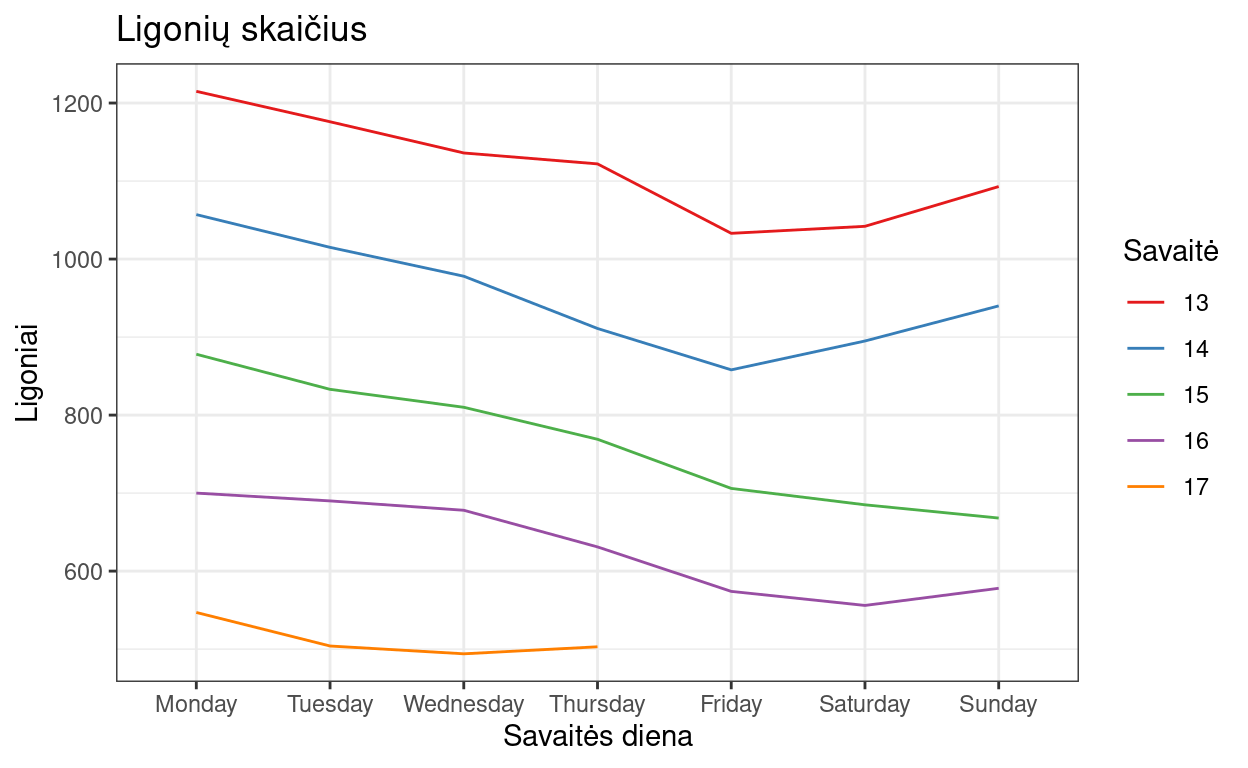 Ligonių skaičius
Ligoniai
1200
1000
800
600
Monday Tuesday Wednesday Thursday Friday Saturday Sunday
Savaitės diena
Savaitė
13
14
15
16
17